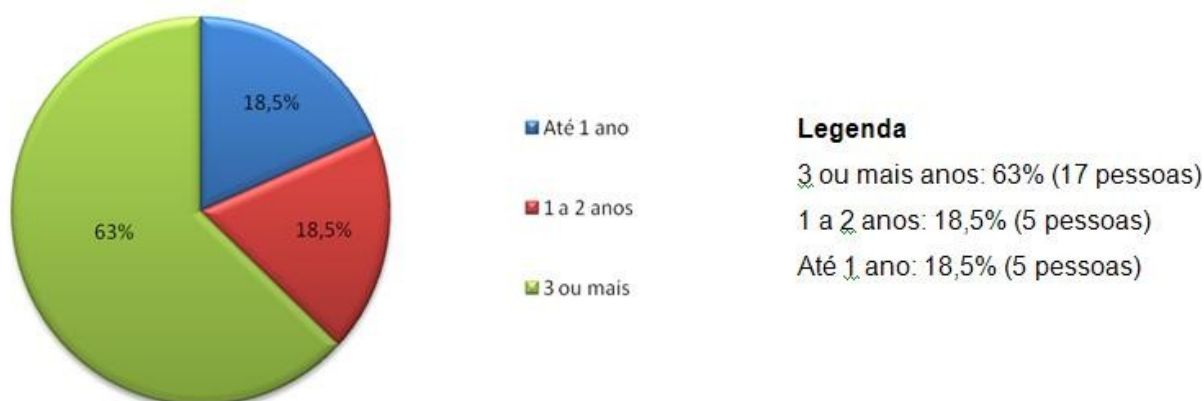 18,5%
18,5%
63%
Até 1 ano
1 a 2 anos
3 ou mais
Legenda
3 ou mais anos: 63% (17 pessoas)
1 a 2 anos: 18,5% (5 pessoas)
Até 1 ano: 18,5% (5 pessoas)